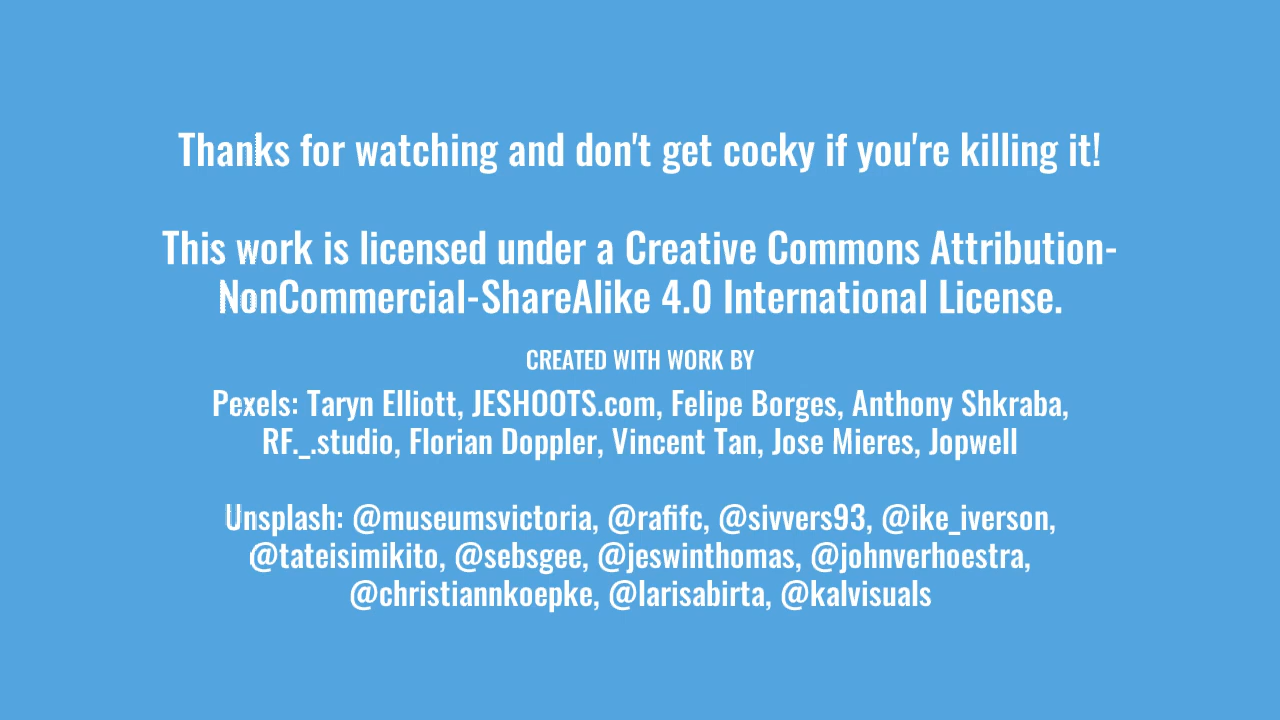 Thanks for watching and don't get cocky if you're killing it!
This work is licensed under a Creative Commons Attribution-
NonCommercial-ShareAlike 4.0 International License.
CREATED WITH WORK BY
Pexels: Taryn Elliott, JESHOOTS.com, Felipe Borges, Anthony Shkraba,
RF._.studio, Florian Doppler, Vincent Tan, Jose Mieres, Jopwell
Unsplash: @museumsvictoria, @rafifc, @sivvers93, @ike_iverson,
@tateisimikito, @sebsgee, @jeswinthomas, @johnverhoestra,
@christiannkoepke, @larisabirta, @kalvisuals